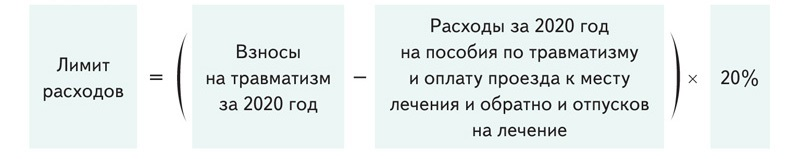 Лимит
расходов
=
(
Взносы
на травматизм
за 2020 год
–
Расходы за 2020 год
на пособия по травматизму
и оплату проезда к месту
лечения и обратно и отпусков
на лечение
)
×
20%